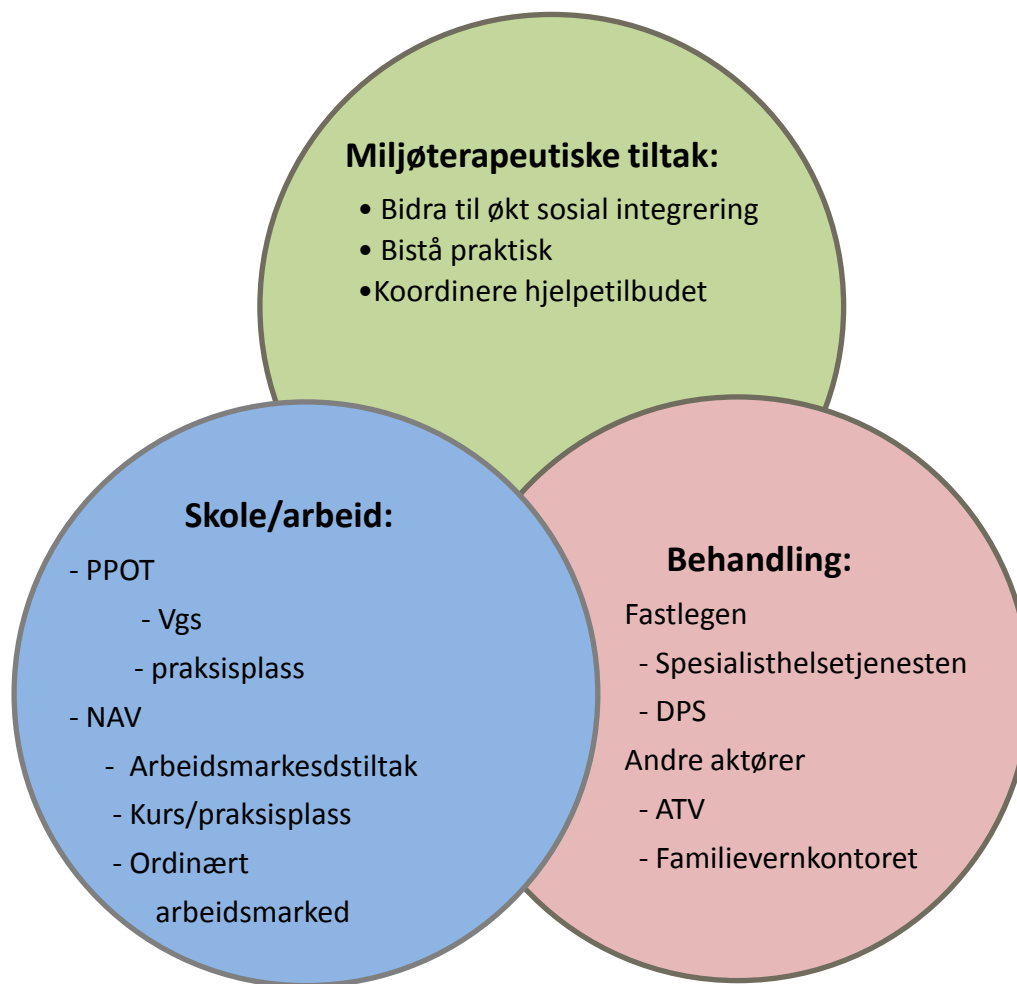 Miljøterapeutiske tiltak:
• Bidra til økt sosial integrering
• Bistå praktisk
•Koordinere hjelpetilbudet
Skole/arbeid:
- PPOT
- Vgs
- praksisplass
- NAV
- Arbeidsmarkesdstiltak
- Kurs/praksisplass
- Ordinært
arbeidsmarked
Behandling:
Fastlegen
- Spesialisthelsetjenesten
- DPS
Andre aktører
- ATV
- Familievernkontoret